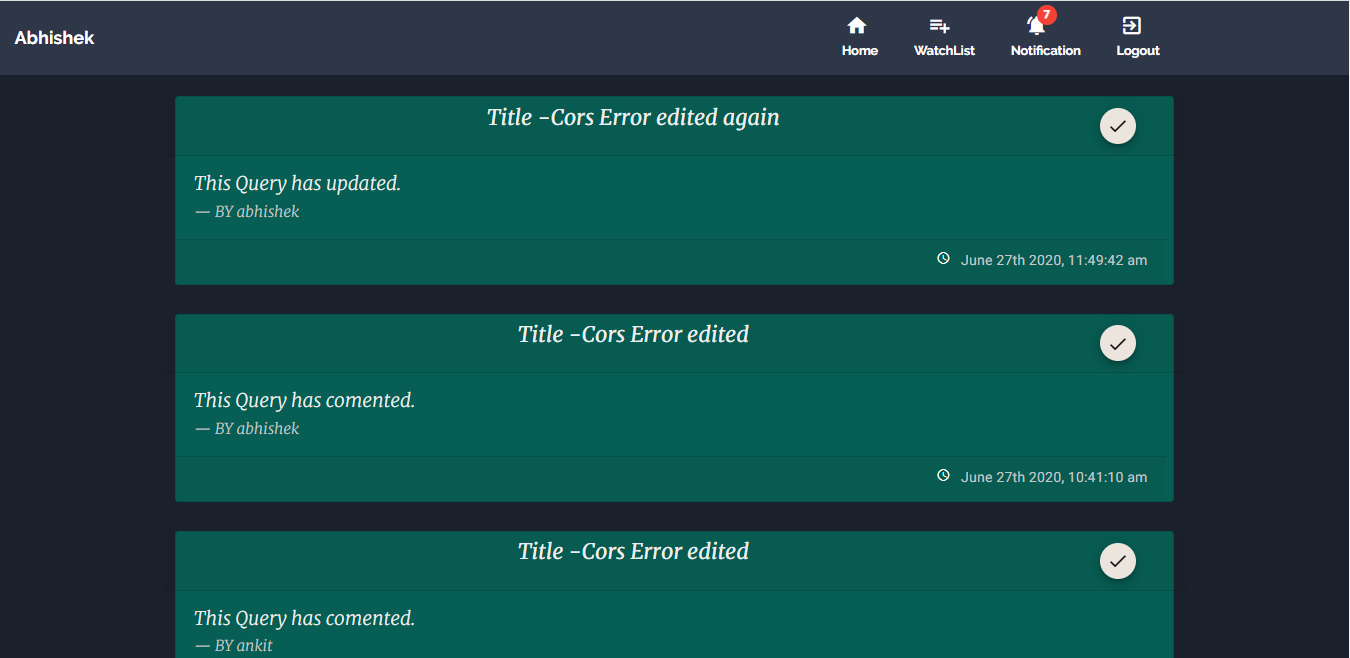 Abhishek
7
Home WatchList Notification Logout
Title -Cors Error edited again
This Query has updated.
— BY abhishek
June 27th 2020, 11:49:42 am
Title -Cors Error edited
This Query has comented.
— BY abhishek
June 27th 2020, 10:41:10 am
Title -Cors Error edited
This Query has comented.
— BY ankit